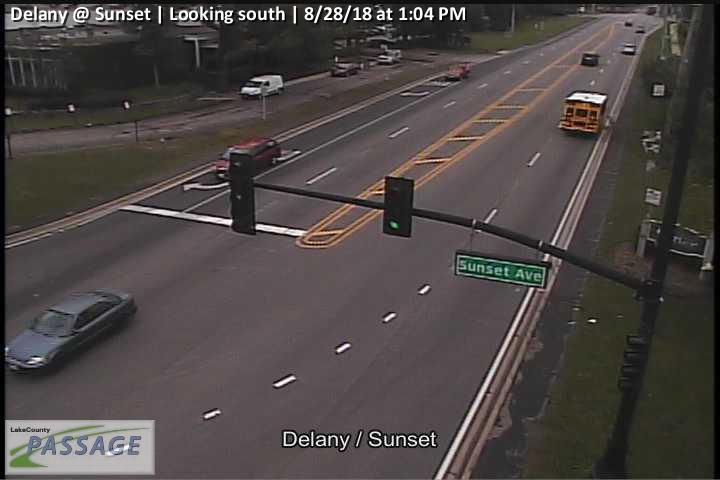 Delany @ Sunset | Looking south | 8/28/18 at 1:04 PM
Sunset Ave
LakeCounty
PASSAGE
Delany / Sunset